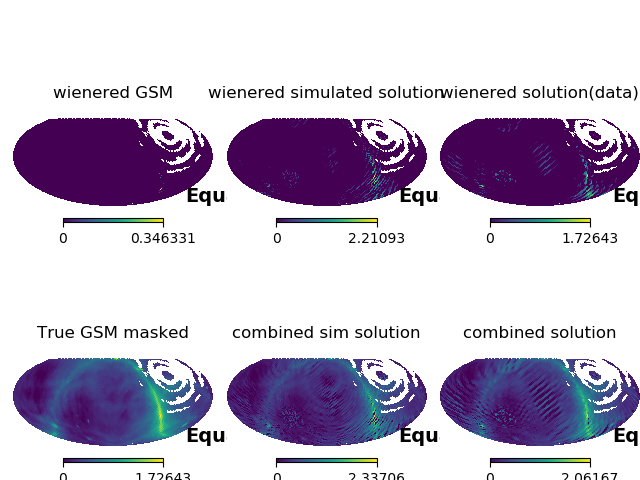 wienered GSM
wienered simulated solution
wienered solution(data)
Equ
Equ
Eq
0 0.346331
0 2.21093
0 1.72643
True GSM masked
combined sim solution
combined solution
Equ
Equ
Eq
0 1.72643
0 2.33706
0 2.06167